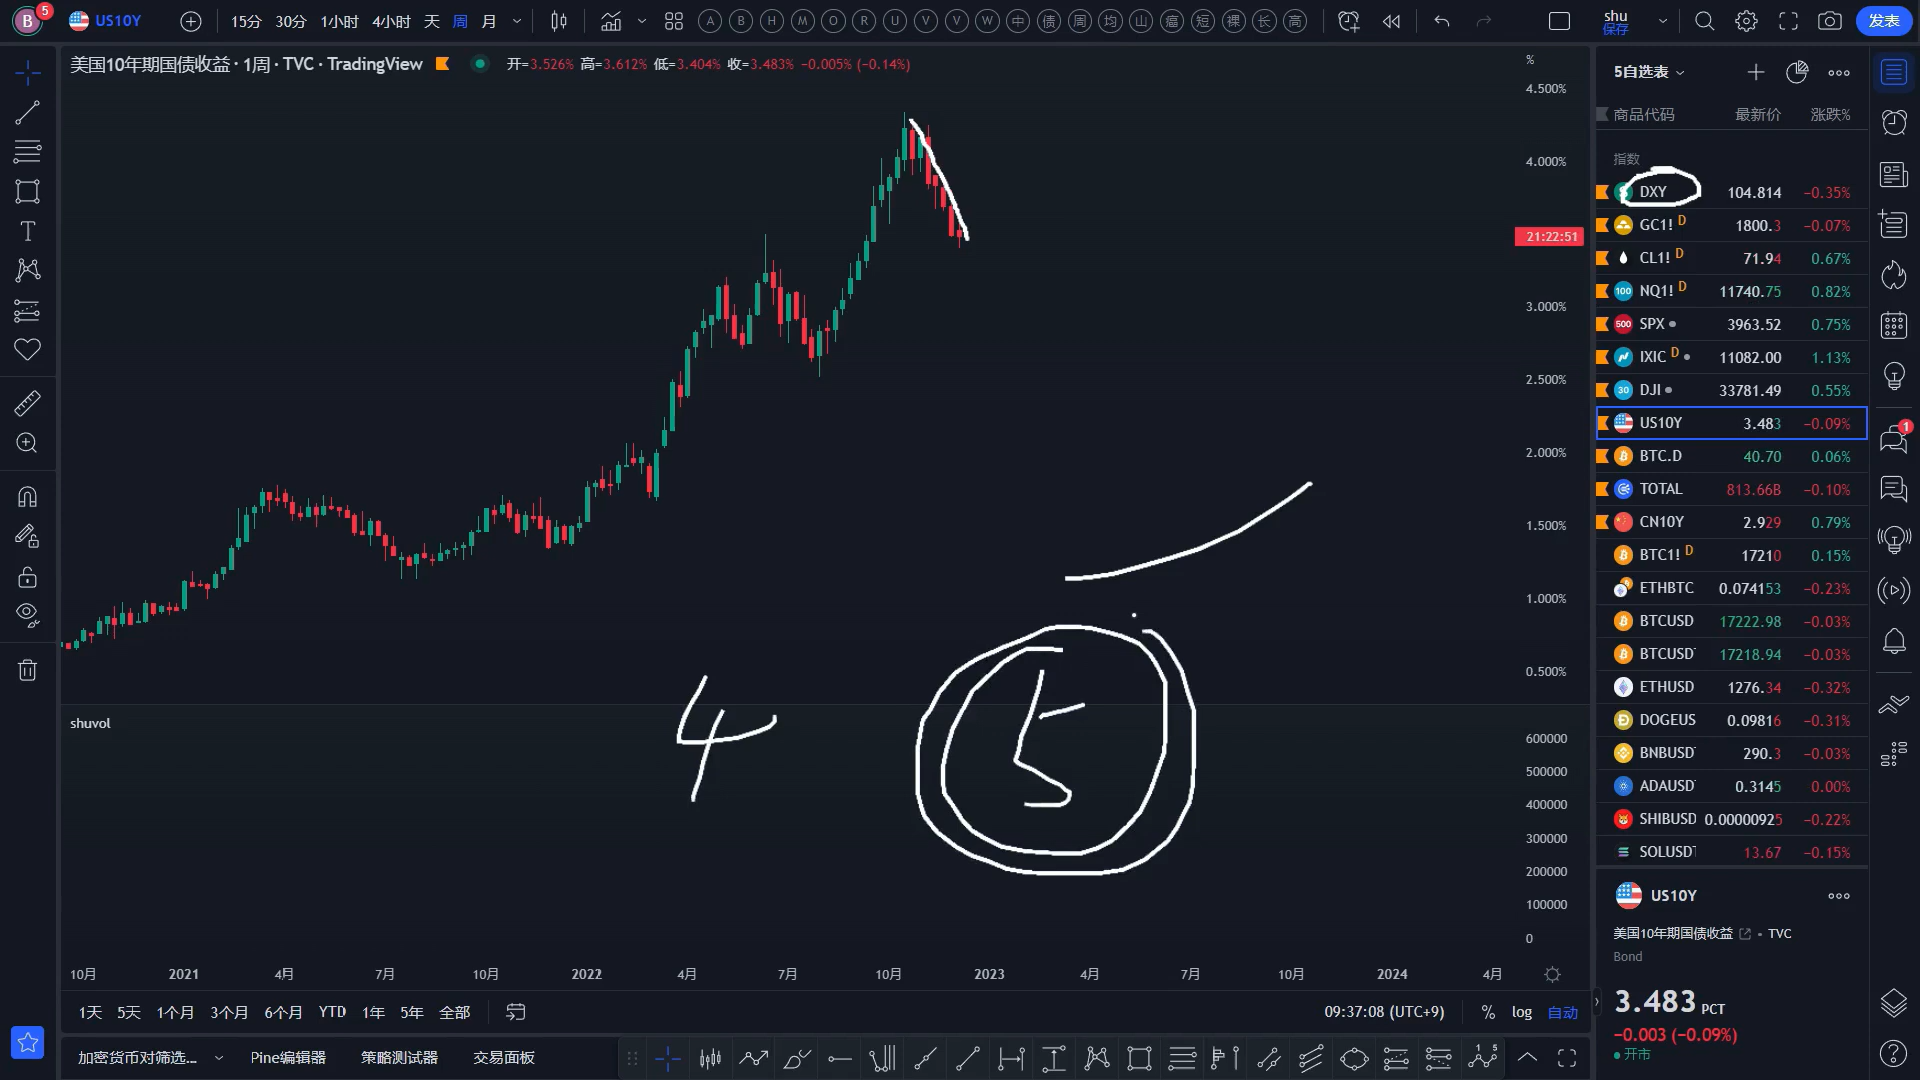 B 5 US10Y 15分 30分 1小时 4小时 天 周 月 A B H M O R U V V W 中 债 周 均 山 瘟 短 裸 长 高 shu 保存 发表
美国10年期国债收益 · 1周 · TVC · TradingView 开=3.526% 高=3.612% 低=3.404% 收=3.483% −0.005% (−0.14%)
%
4.500%
4.000%
21:22:51
3.000%
2.500%
2.000%
1.500%
1.000%
0.500%
4 5
shuvol
600000
500000
400000
300000
200000
100000
0
10月 2021 4月 7月 10月 2022 4月 7月 10月 2023 4月 7月 10月 2024 4月
1天 5天 1个月 3个月 6个月 YTD 1年 5年 全部 09:37:08 (UTC+9) % log 自动
加密货币对筛选... Pine编辑器 策略测试器 交易面板
5自选表
商品代码 最新价 涨跌%
指数
DXY 104.814 −0.35%
GC1! D 1800.3 −0.07%
CL1! D 71.94 0.67%
NQ1! D 11740.75 0.82%
SPX 3963.52 0.75%
IXIC D 11082.00 1.13%
DJI 33781.49 0.55%
US10Y 3.483 −0.09%
BTC.D 40.70 0.06%
TOTAL 813.66B −0.10%
CN10Y 2.929 0.79%
BTC1! D 17210 0.15%
ETHBTC 0.074153 −0.23%
BTCUSD 17222.98 −0.03%
BTCUSD 17218.94 −0.03%
ETHUSD 1276.34 −0.32%
DOGEUS 0.09816 −0.31%
BNBUSD 290.3 −0.03%
ADAUSD 0.3145 0.00%
SHIBUSD 0.00000925 −0.22%
SOLUSD 13.67 −0.15%
US10Y
美国10年期国债收益 • TVC
Bond
3.483 PCT
−0.003 (−0.09%)
开市
1